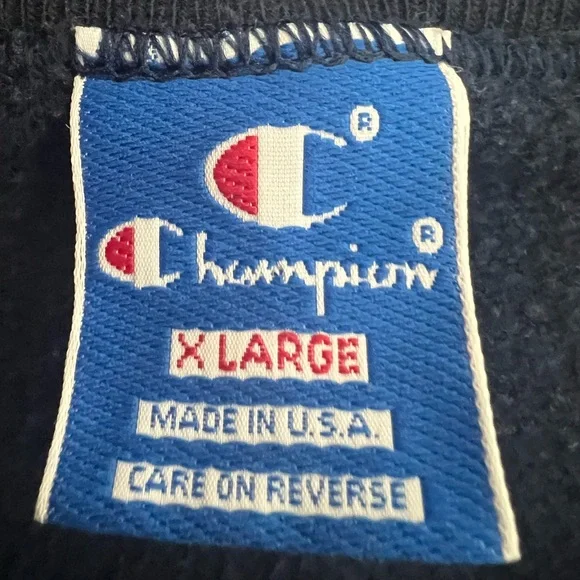 ®
Champion®
X LARGE
MADE IN U.S.A.
CARE ON REVERSE